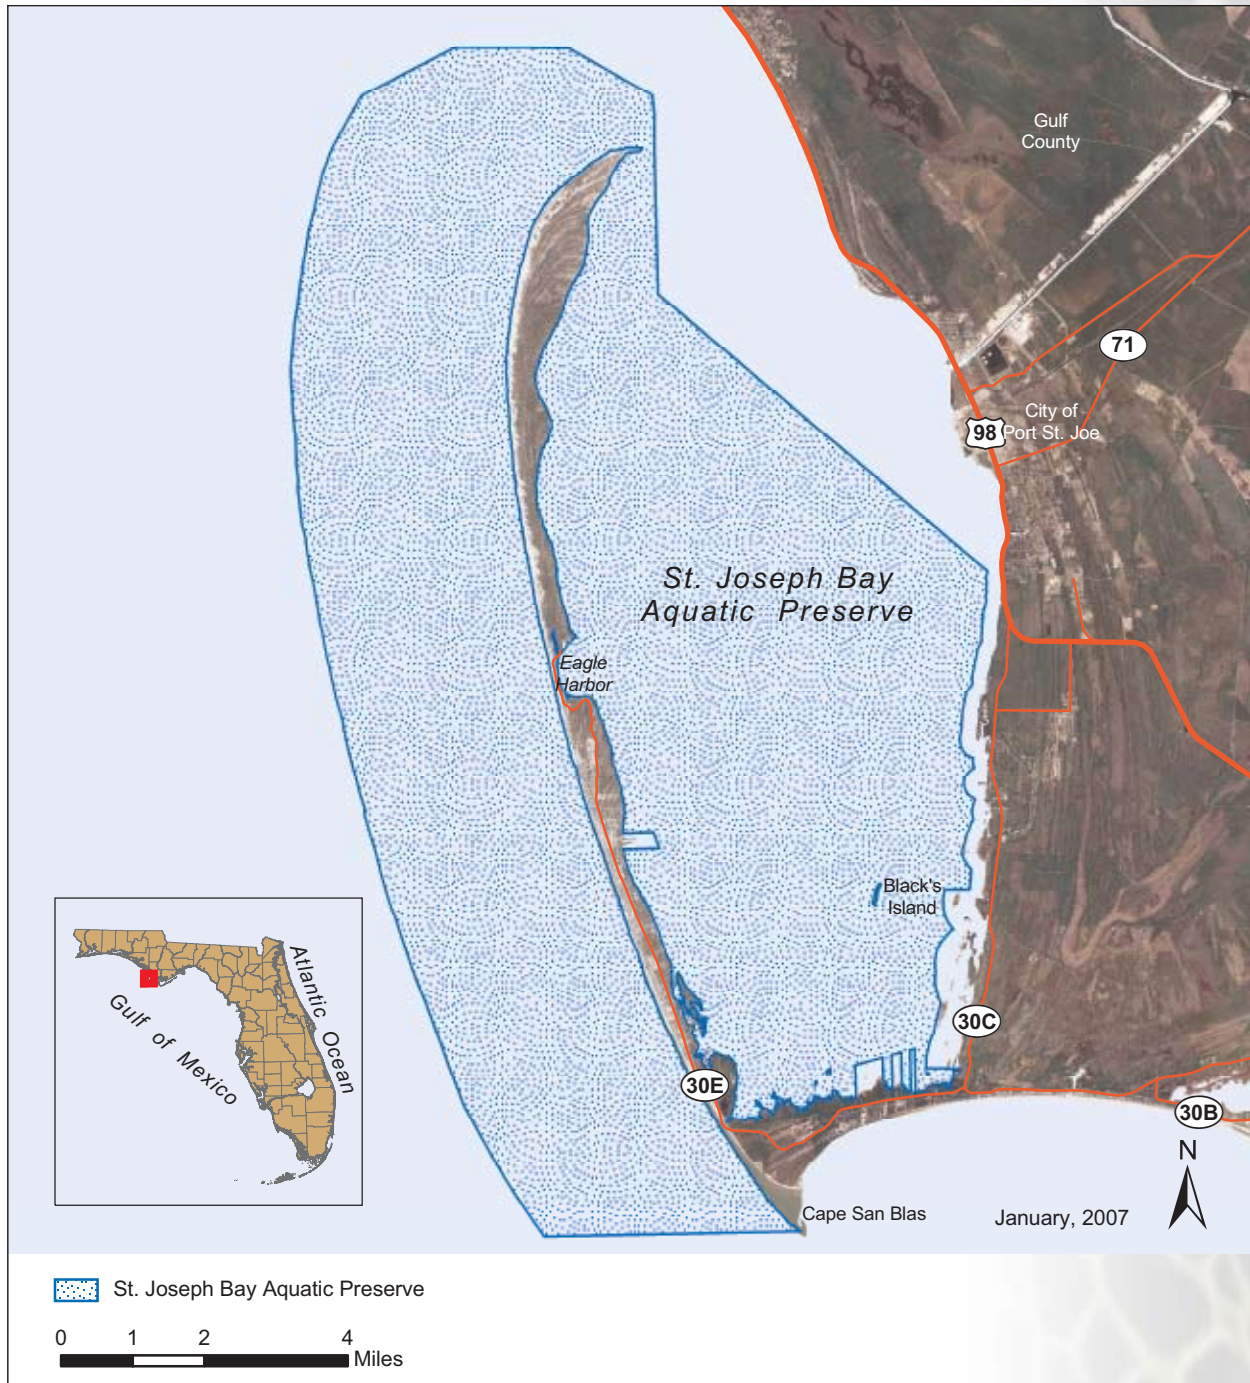 Gulf
County
71
City of
98 Port St. Joe
St. Joseph Bay
Aquatic Preserve
Eagle
Harbor
Black's
Island
Atlantic Ocean
Gulf of Mexico
30C
30E
30B
N
Cape San Blas
January, 2007
St. Joseph Bay Aquatic Preserve
0 1 2 4
Miles